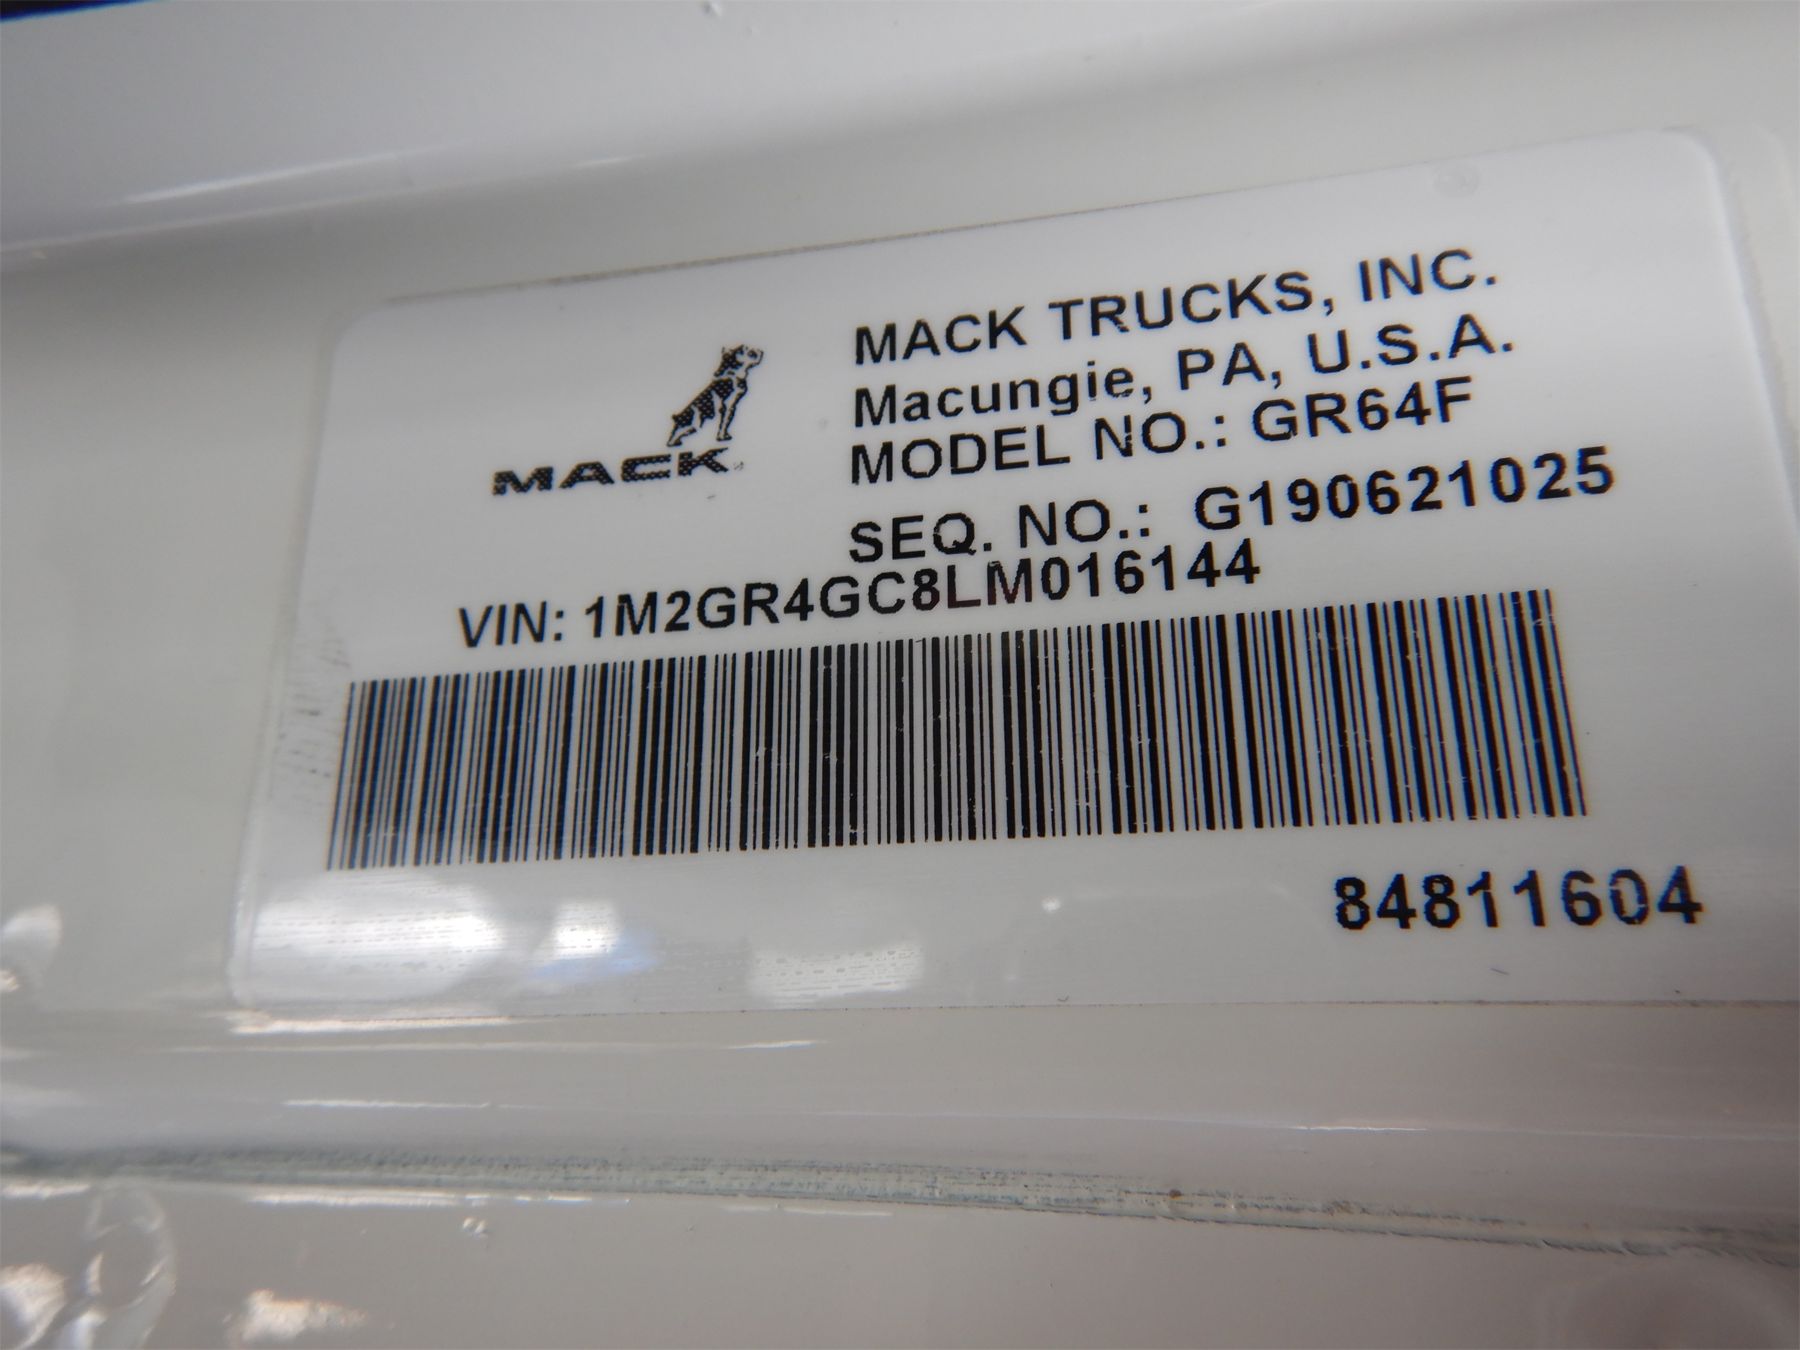 MACK
MACK TRUCKS, INC.
Macungie, PA, U.S.A.
MODEL NO.: GR64F
SEQ. NO.: G190621025
VIN: 1M2GR4GC8LM016144
84811604